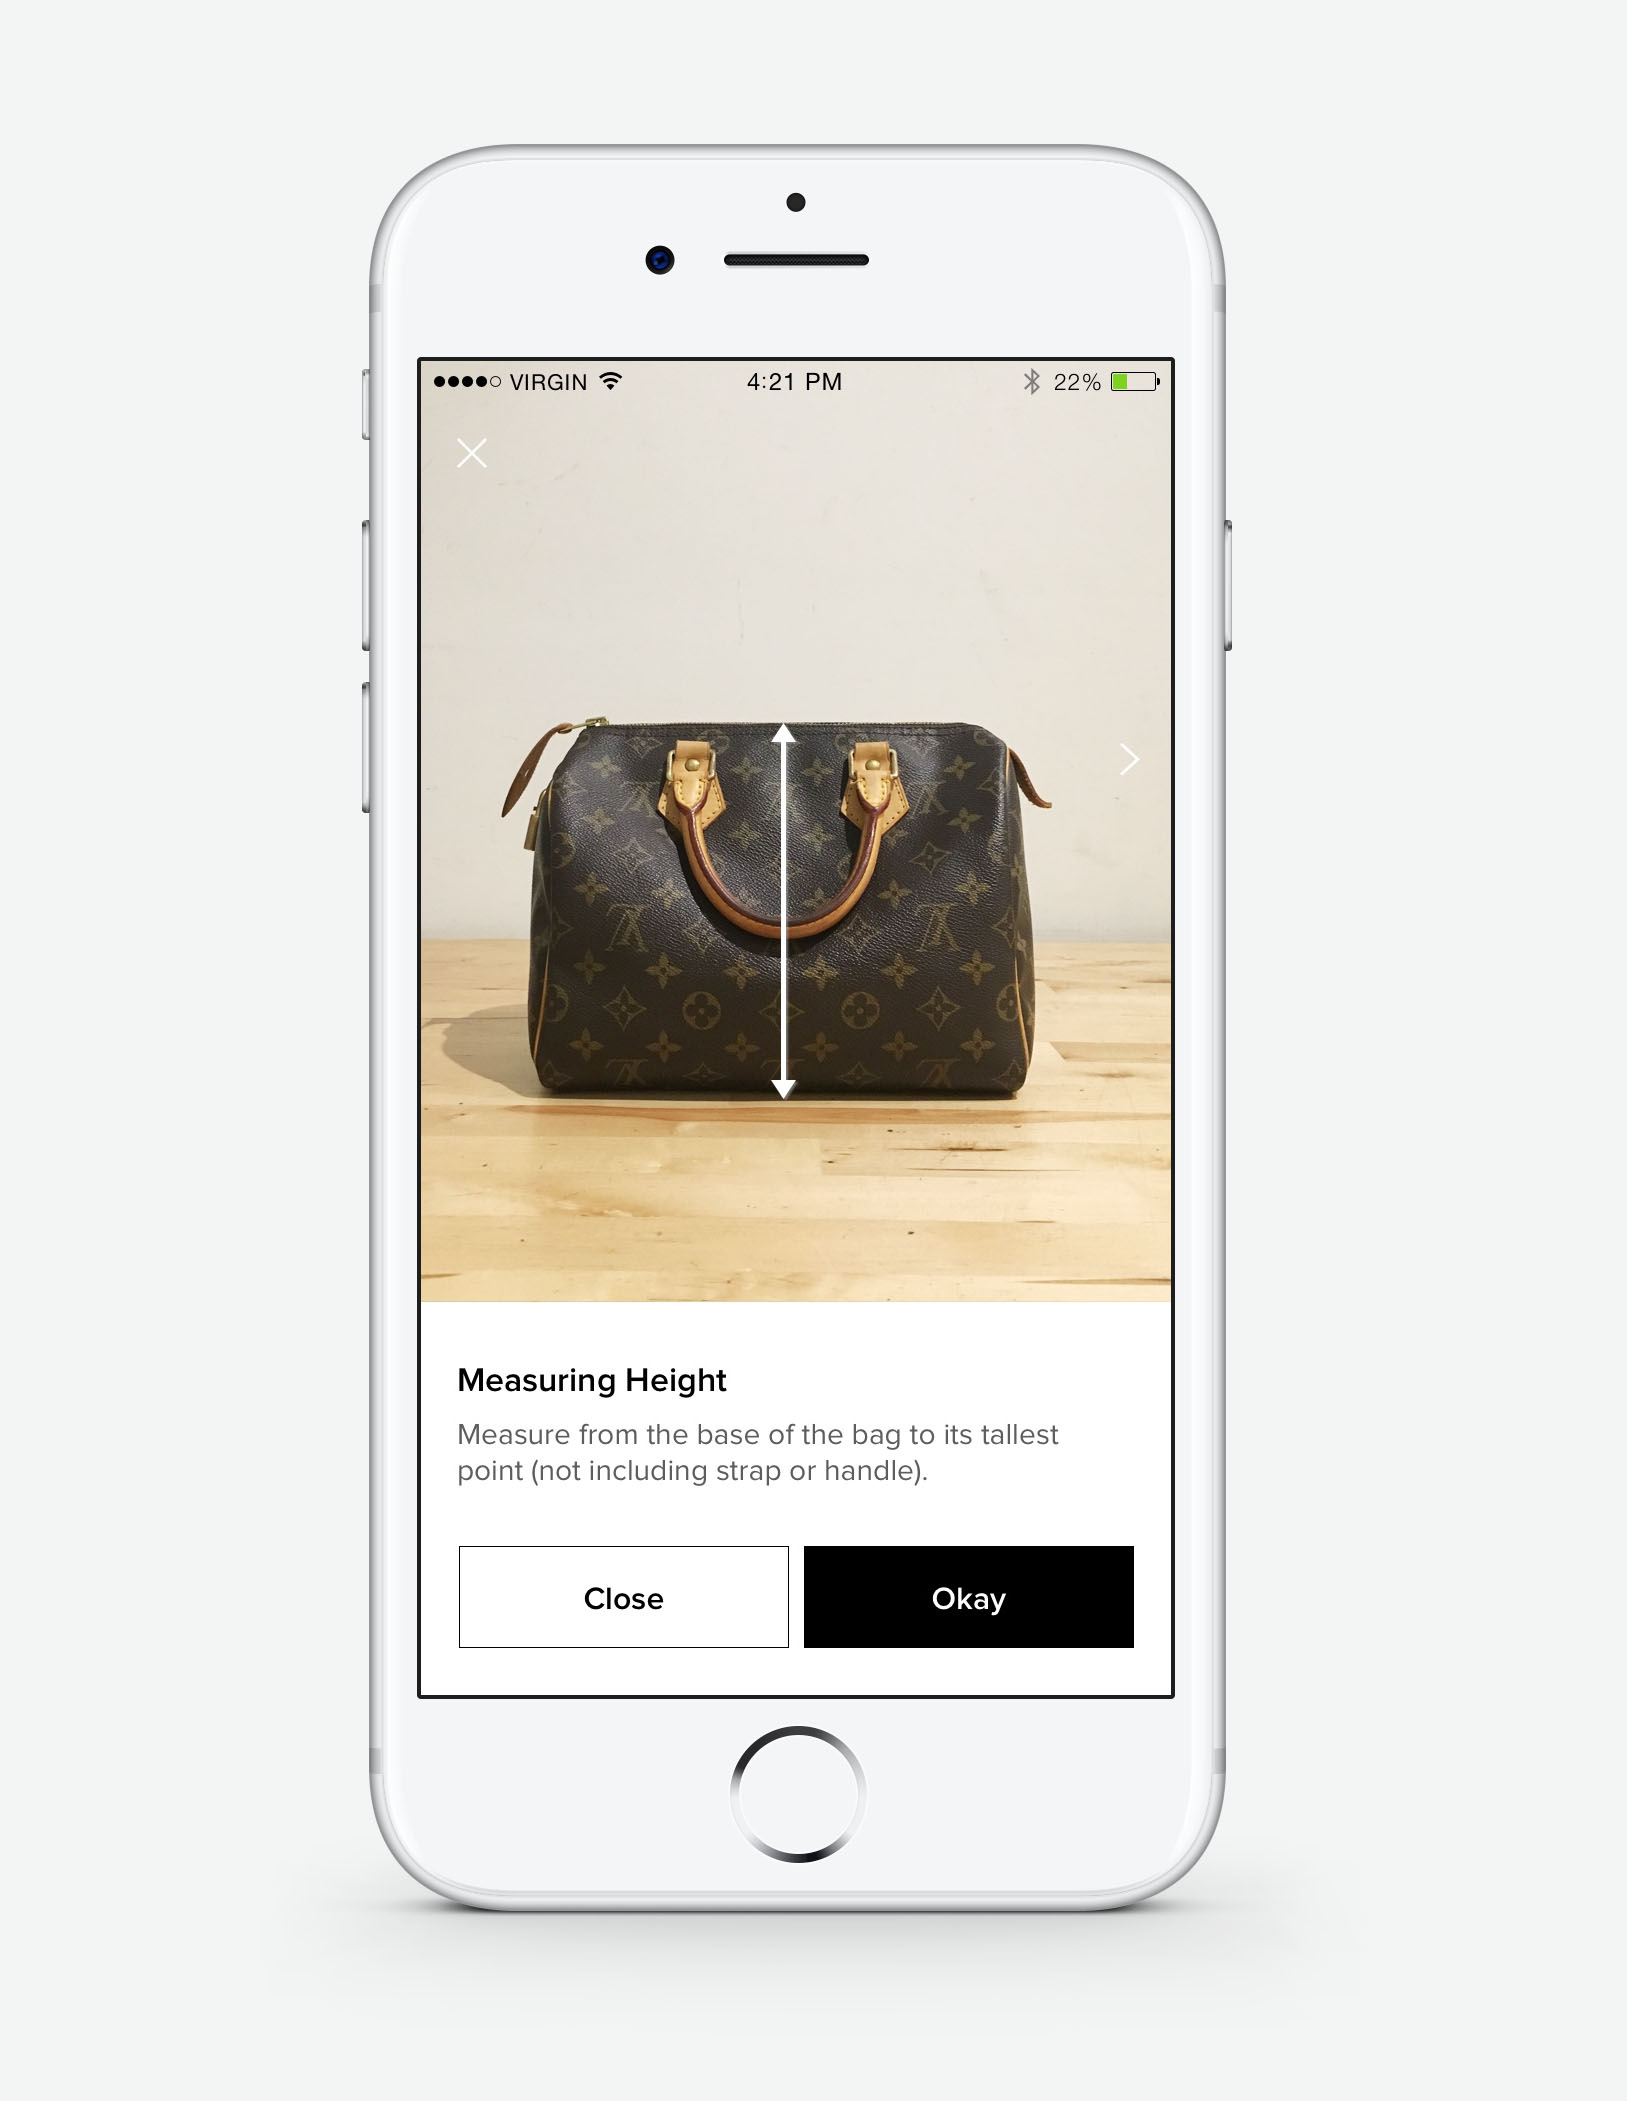 VIRGIN 4:21 PM 22%
Measuring Height
Measure from the base of the bag to its tallest
point (not including strap or handle).
Close Okay